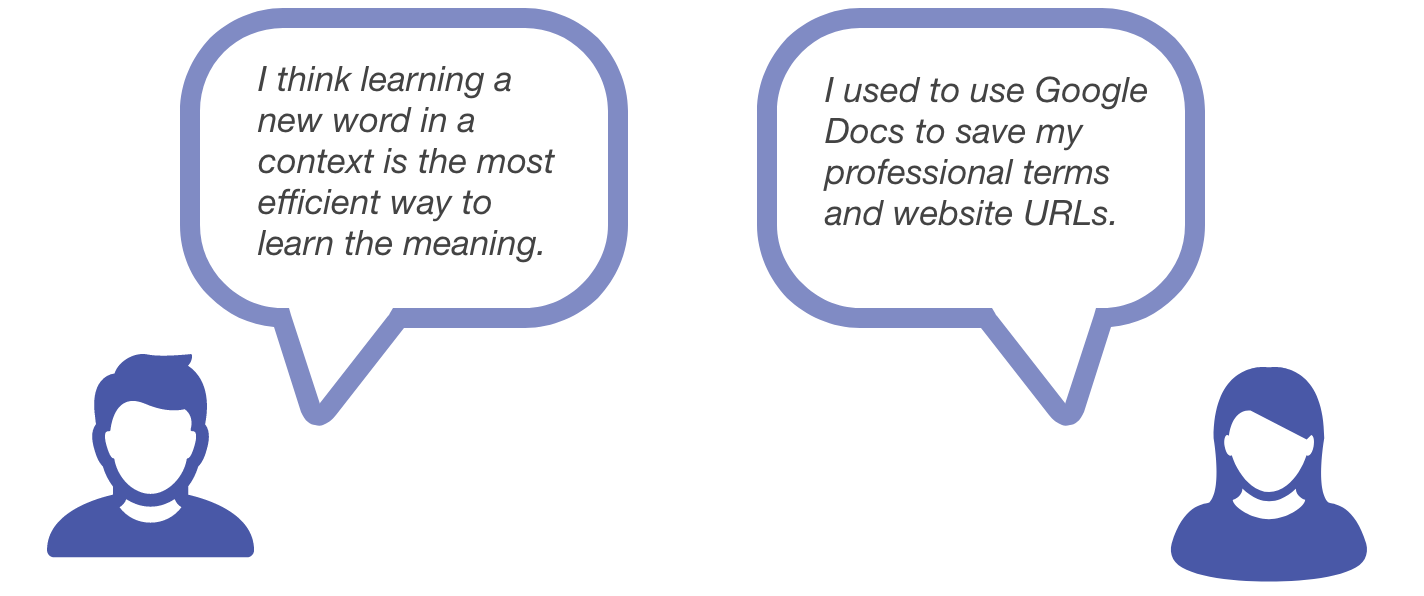 I think learning a
new word in a
context is the most
efficient way to
learn the meaning.
I used to use Google
Docs to save my
professional terms
and website URLs.